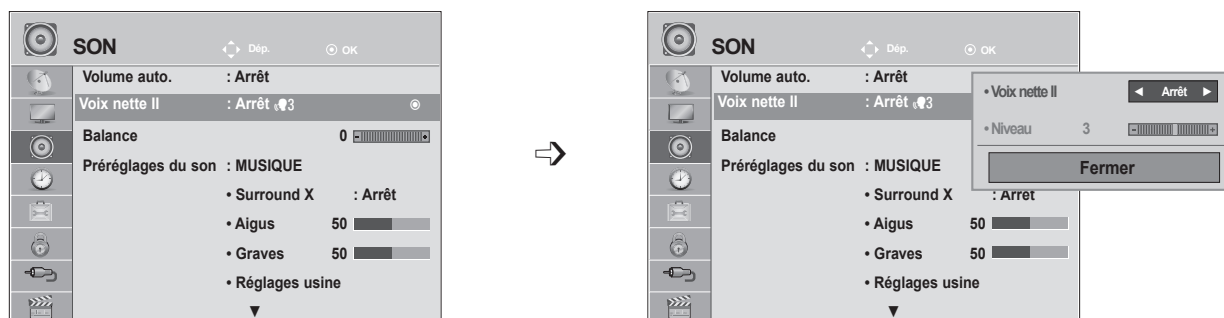 SON Dép. OK
Volume auto. : Arrêt
Voix nette II : Arrêt 3
Balance 0 - +
Préréglages du son : MUSIQUE
• Surround X : Arrêt
• Aigus 50
• Graves 50
• Réglages usine
▼
SON Dép. OK
Volume auto. : Arrêt
Voix nette II : Arrêt 3
Balance
Préréglages du son : MUSIQUE
• Surround X : Arrêt
• Aigus 50
• Graves 50
• Réglages usine
▼
• Voix nette II ◄ Arrêt ►
• Niveau 3 - +
Fermer